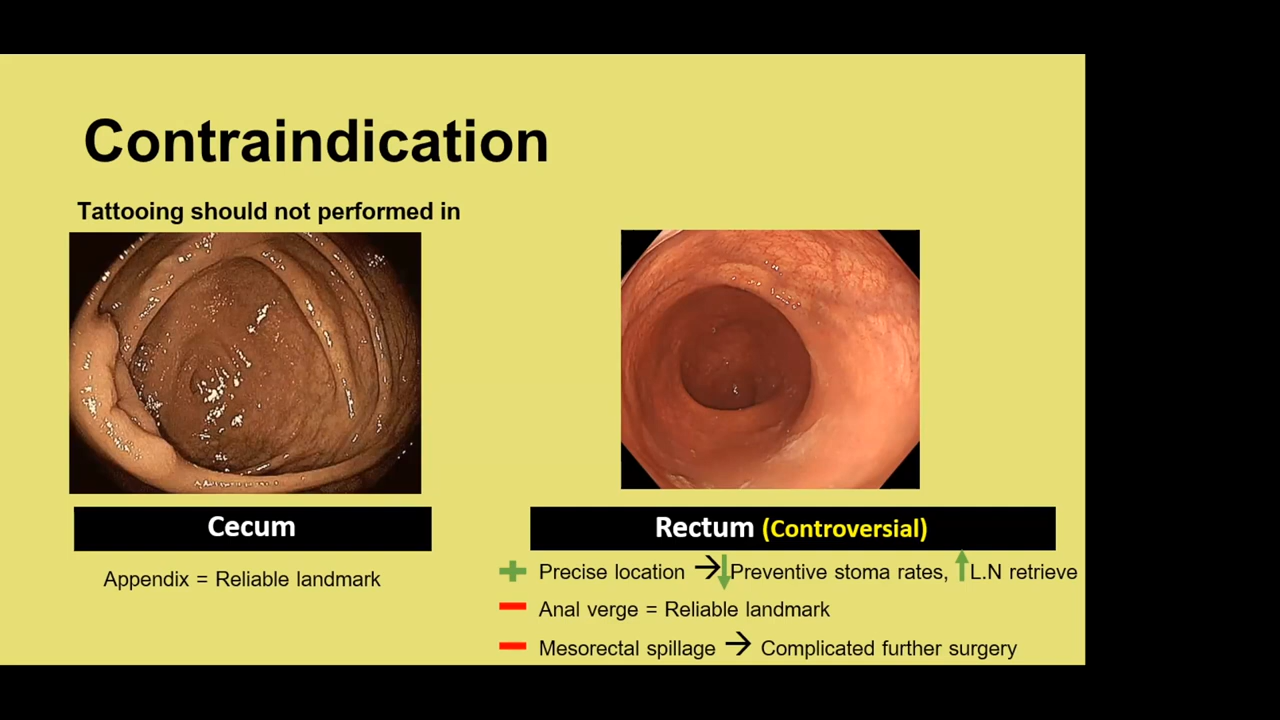 Contraindication
Tattooing should not performed in
Cecum
Appendix = Reliable landmark
Rectum (Controversial)
+ Precise location → ↓ Preventive stoma rates, ↑ L.N retrieve
− Anal verge = Reliable landmark
− Mesorectal spillage → Complicated further surgery